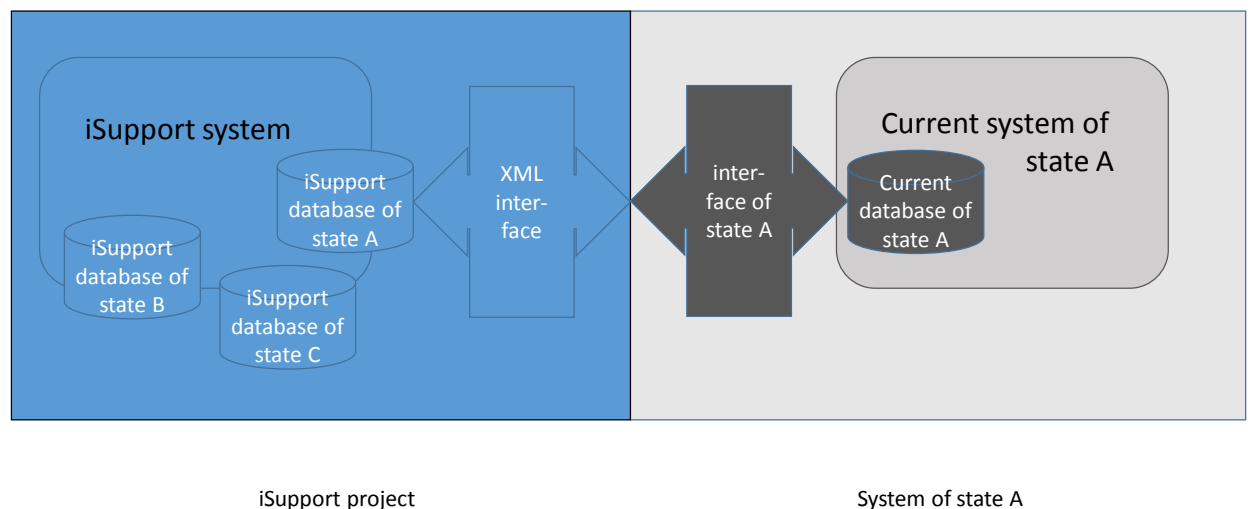 iSupport system
iSupport
database of
state A
iSupport
database of
state B
iSupport
database of
state C
XML
inter-
face
inter-
face of
state A
Current system of
state A
Current
database of
state A
iSupport project
System of state A